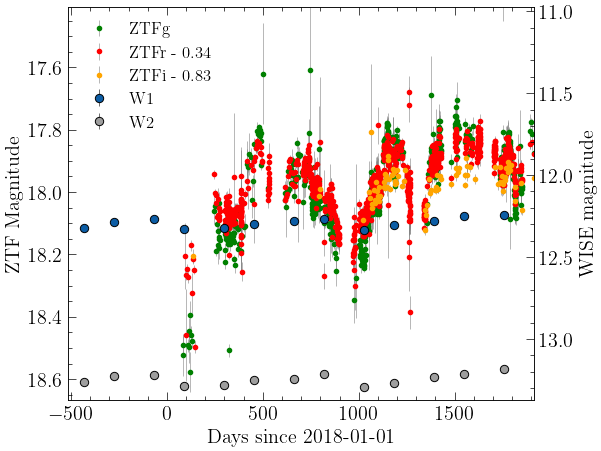 ZTFg
ZTFr - 0.34
ZTFi - 0.83
W1
W2
ZTF Magnitude
17.6
17.8
18.0
18.2
18.4
18.6
WISE magnitude
11.0
11.5
12.0
12.5
13.0
−500 0 500 1000 1500
Days since 2018-01-01